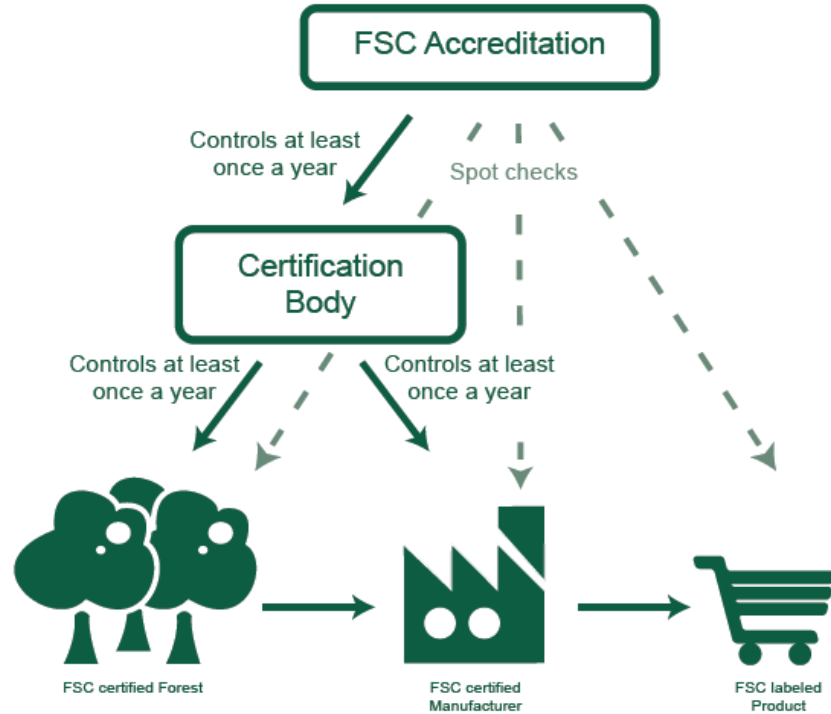 FSC Accreditation
Controls at least
once a year
Spot checks
Certification
Body
Controls at least
once a year
Controls at least
once a year
FSC certified Forest
FSC certified
Manufacturer
FSC labeled
Product